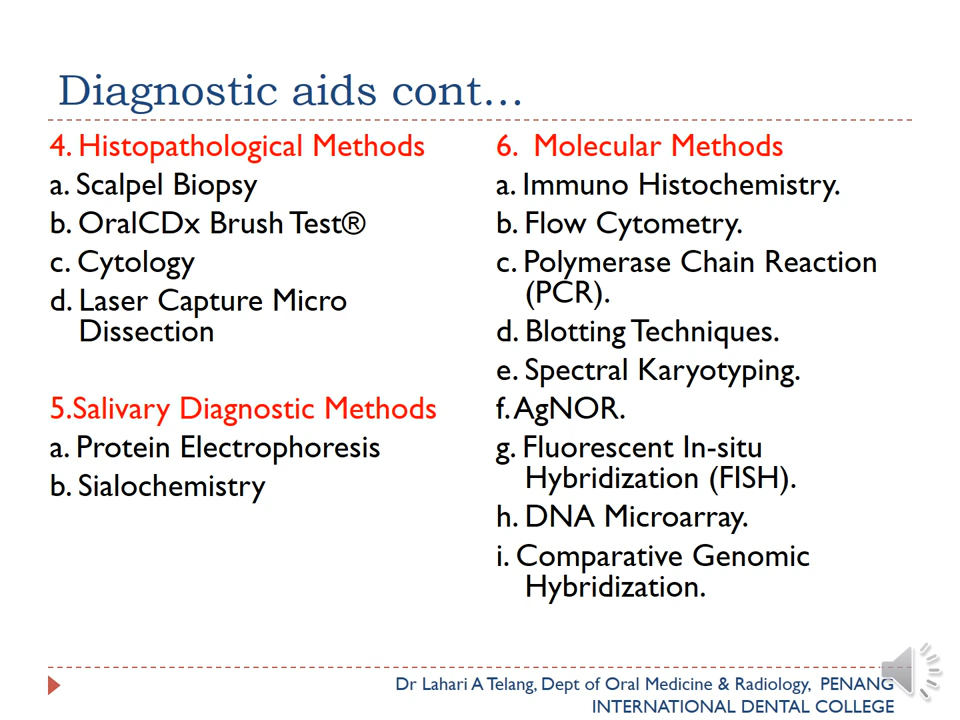 Diagnostic aids cont...
4. Histopathological Methods
a. Scalpel Biopsy
b. OralCDx Brush Test®
c. Cytology
d. Laser Capture Micro
Dissection
5.Salivary Diagnostic Methods
a. Protein Electrophoresis
b. Sialochemistry
6. Molecular Methods
a. Immuno Histochemistry.
b. Flow Cytometry.
c. Polymerase Chain Reaction
(PCR).
d. Blotting Techniques.
e. Spectral Karyotyping.
f. AgNOR.
g. Fluorescent In-situ
Hybridization (FISH).
h. DNA Microarray.
i. Comparative Genomic
Hybridization.
Dr Lahari A Telang, Dept of Oral Medicine & Radiology, PENANG
INTERNATIONAL DENTAL COLLEGE